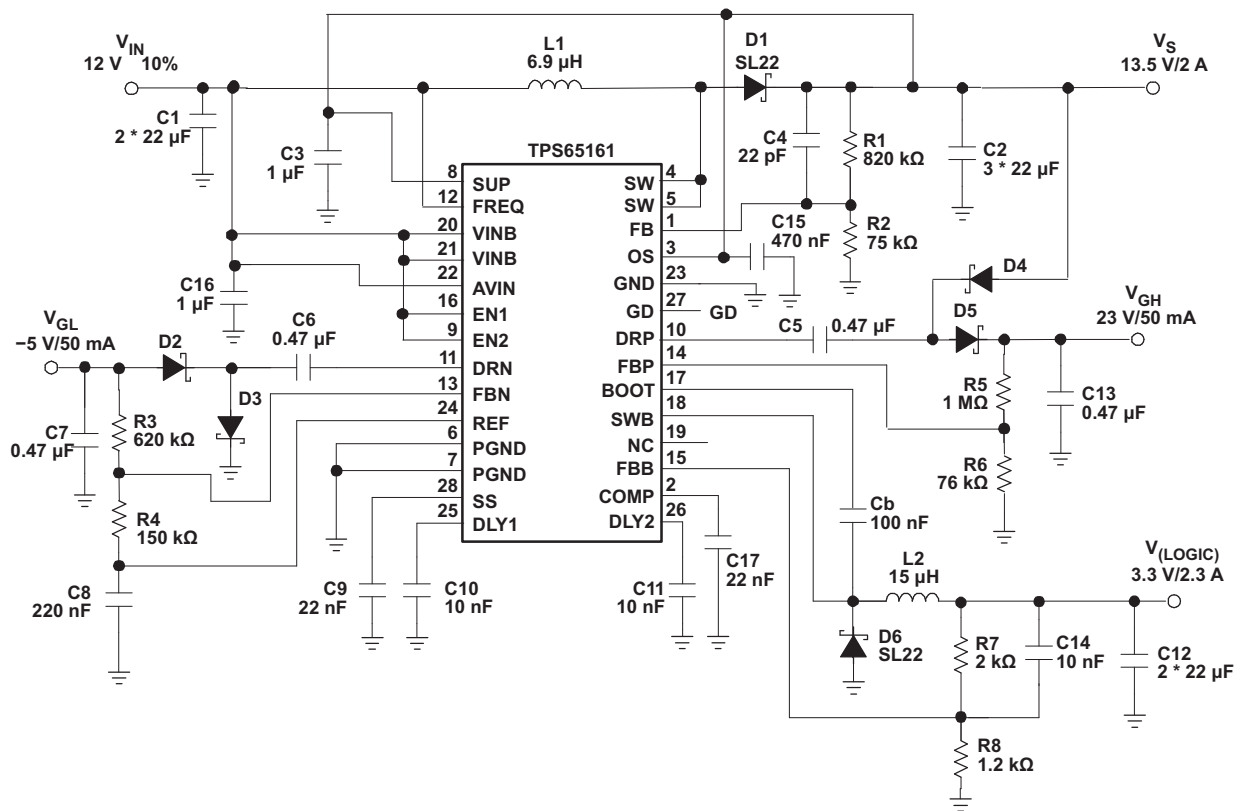 VIN
12 V 10%
C1
2 * 22 µF
L1
6.9 µH
D1
SL22
VS
13.5 V/2 A
C3
1 µF
C4
22 pF
R1
820 kΩ
C2
3 * 22 µF
TPS65161
8
SUP
12
FREQ
20
VINB
21
VINB
22
AVIN
16
EN1
9
EN2
11
DRN
13
FBN
24
REF
6
PGND
7
PGND
28
SS
25
DLY1
4
SW
5
SW
1
FB
3
OS
23
GND
27
GD
GD
10
DRP
14
FBP
17
BOOT
18
SWB
19
NC
15
FBB
2
COMP
26
DLY2
C15
470 nF
R2
75 kΩ
C16
1 µF
D4
D5
VGH
23 V/50 mA
C5
0.47 µF
VGL
−5 V/50 mA
D2
C6
0.47 µF
D3
R5
1 MΩ
C13
0.47 µF
C7
0.47 µF
R3
620 kΩ
R6
76 kΩ
R4
150 kΩ
Cb
100 nF
C8
220 nF
C9
22 nF
C10
10 nF
C11
10 nF
C17
22 nF
L2
15 µH
V(LOGIC)
3.3 V/2.3 A
D6
SL22
R7
2 kΩ
C14
10 nF
C12
2 * 22 µF
R8
1.2 kΩ